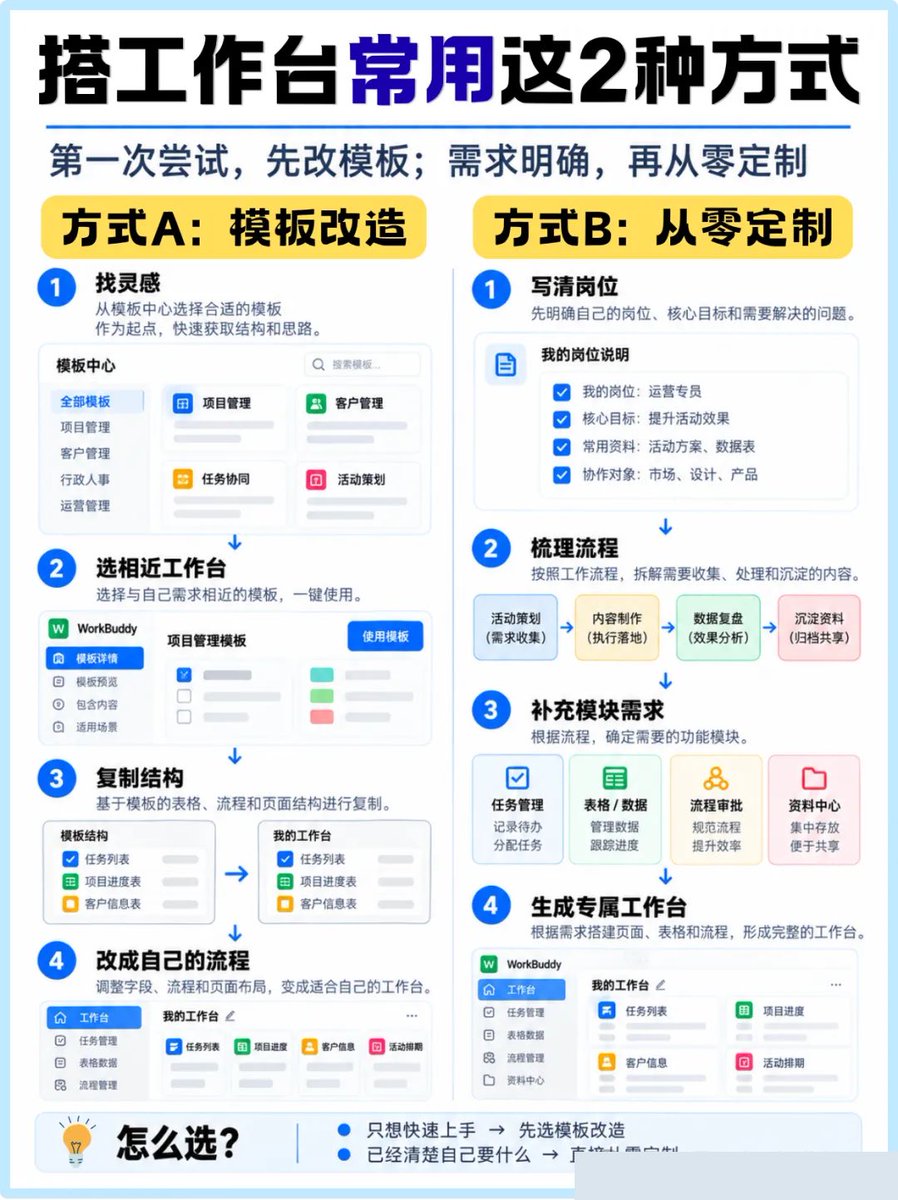 搭工作台常用这2种方式
第一次尝试，先改模板；需求明确，再从零定制
方式A：模板改造
1
找灵感
从模板中心选择合适的模板
作为起点，快速获取结构和思路。
模板中心
搜索模板...
全部模板
项目管理
客户管理
行政人事
运营管理
项目管理
客户管理
任务协同
活动策划
2
选相近工作台
选择与自己需求相近的模板，一键使用。
W WorkBuddy
模板详情
模板预览
包含内容
适用场景
项目管理模板
使用模板
3
复制结构
基于模板的表格、流程和页面结构进行复制。
模板结构
任务列表
项目进度表
客户信息表
我的工作台
任务列表
项目进度表
客户信息表
4
改成自己的流程
调整字段、流程和页面布局，变成适合自己的工作台。
工作台
任务管理
表格数据
流程管理
我的工作台
任务列表
项目进度
客户信息
活动排期
方式B：从零定制
1
写清岗位
先明确自己的岗位、核心目标和需要解决的问题。
我的岗位说明
我的岗位：运营专员
核心目标：提升活动效果
常用资料：活动方案、数据表
协作对象：市场、设计、产品
2
梳理流程
按照工作流程，拆解需要收集、处理和沉淀的内容。
活动策划
（需求收集）
内容制作
（执行落地）
数据复盘
（效果分析）
沉淀资料
（归档共享）
3
补充模块需求
根据流程，确定需要的功能模块。
任务管理
记录待办
分配任务
表格 / 数据
管理数据
跟踪进度
流程审批
规范流程
提升效率
资料中心
集中存放
便于共享
4
生成专属工作台
根据需求搭建页面、表格和流程，形成完整的工作台。
W WorkBuddy
工作台
任务管理
表格数据
流程管理
资料中心
我的工作台
任务列表
项目进度
客户信息
活动排期
怎么选？
只想快速上手 → 先选模板改造
已经清楚自己要什么 → 直接从零定制